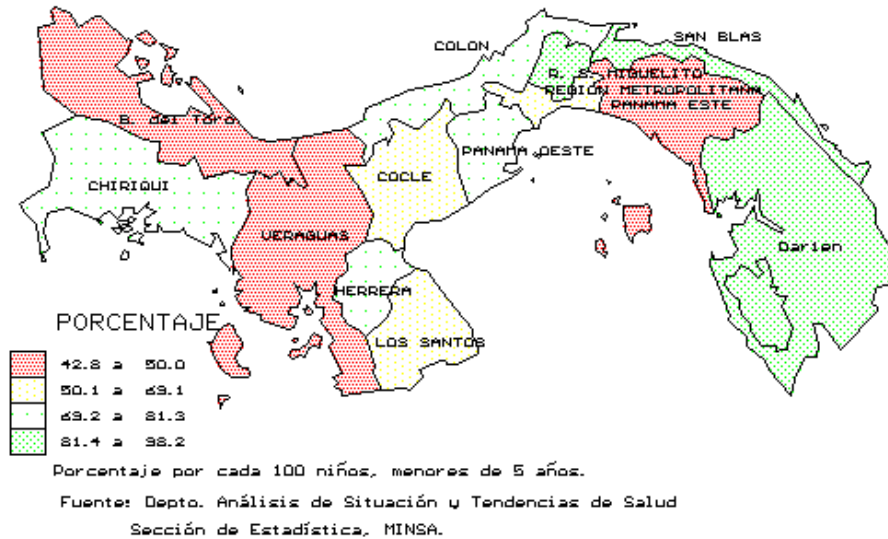 COLON
SAN BLAS
R. S. MIGUELITO
REGION METROPOLITANA
PANAMA ESTE
B. del Toro
PANAMA OESTE
CHIRIQUI
COCLE
VERAGUAS
Darien
HERRERA
LOS SANTOS
PORCENTAJE
42.8 a 50.0
50.1 a 69.1
69.2 a 81.3
81.4 a 98.2
Porcentaje por cada 100 niños, menores de 5 años.
Fuente: Depto. Análisis de Situación y Tendencias de Salud
Sección de Estadística, MINSA.